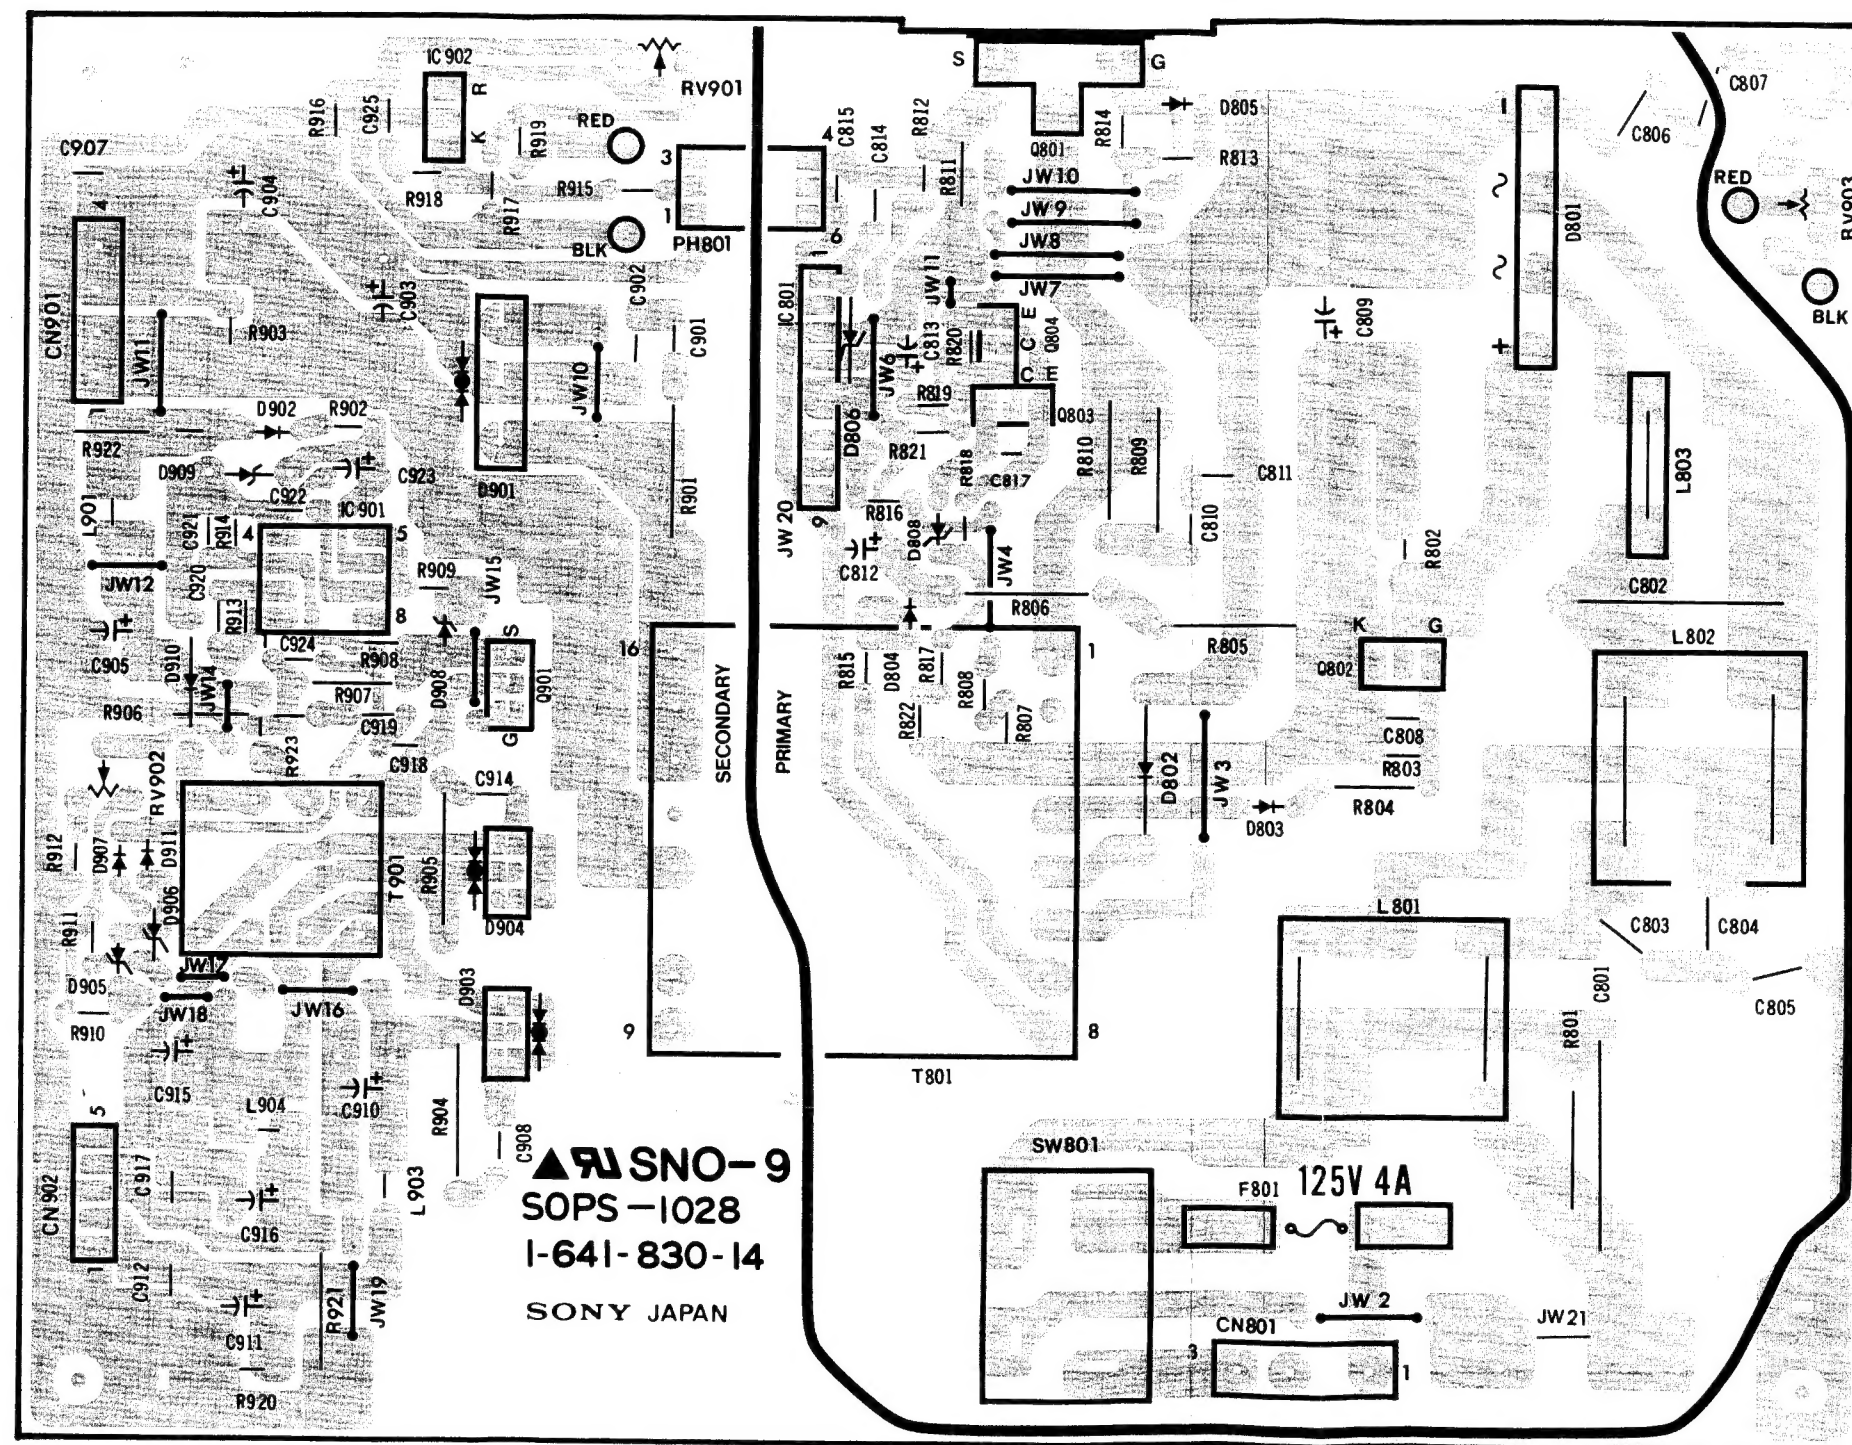 IC 902
R
K
R916
C925
R919
RED
RV901
C907
4
C904
R918
R917
R915
BLK
3
1
PH801
4
6
CN901
JW11
R903
C903
C902
C901
D901
JW10
R901
D902
R902
R922
D909
C922
C923
IC 901
L901
C921
R914
4
5
8
JW12
C920
R913
R909
JW15
C905
D910
JW14
C924
R908
R907
D908
S
Q901
G
R906
R923
C919
C918
C914
RV902
R912
D907
D911
D906
R911
T901
R905
D904
D905
JW17
JW18
JW16
D903
R910
C915
C910
L904
R904
C908
5
CN902
1
C917
C916
L903
C912
C911
R921
JW19
R920
16
9
SECONDARY
PRIMARY
1
8
T801
SNO-9
SOPS-1028
1-641-830-14
SONY JAPAN
S
G
Q801
C815
C814
R812
R811
R814
D805
R813
JW10
JW9
JW8
JW7
JW11
1
IC801
9
D806
JW6
C813
R820
E
C
Q804
C
E
R819
Q803
R821
R818
C817
JW20
R816
C812
D808
JW4
R806
R810
R809
C811
C810
C809
R802
R805
R815
D804
R817
R808
R822
R807
D802
JW3
D803
K
G
Q802
C808
R803
R804
D801
-
~
~
+
C806
C807
RED
RV903
BLK
L803
C802
L802
C803
C804
C805
C801
R801
L801
SW801
F801
125V 4A
JW2
CN801
3
1
JW21